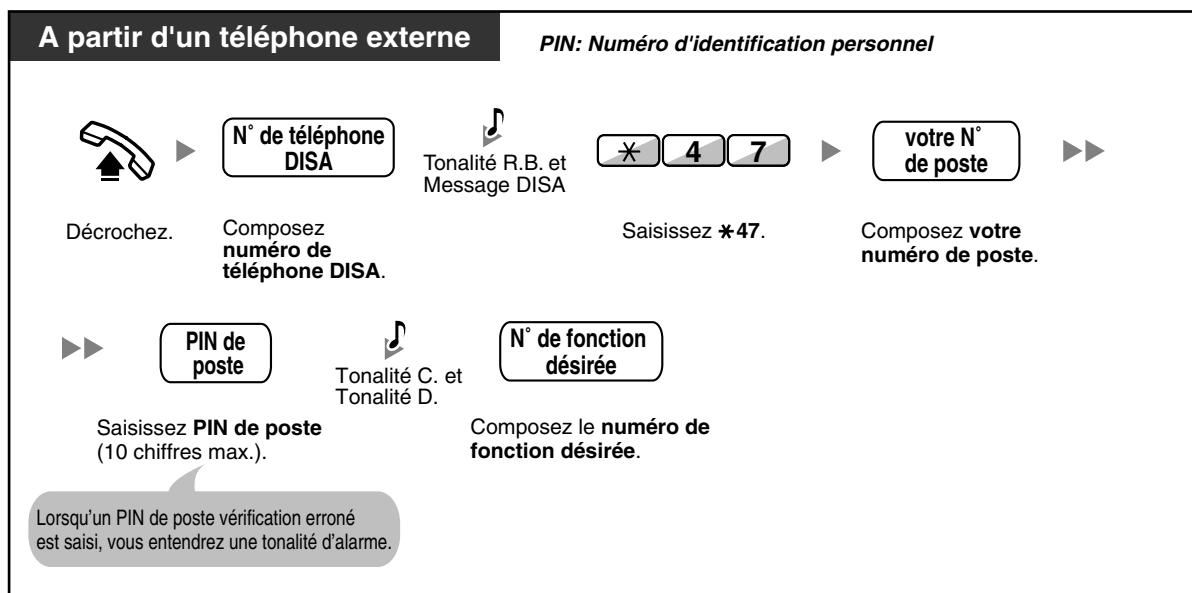 A partir d'un téléphone externe
PIN: Numéro d'identification personnel
N° de téléphone
DISA
Tonalité R.B. et
Message DISA
* 4 7
votre N°
de poste
Décrochez.
Composez
numéro de
téléphone DISA.
Saisissez *47.
Composez votre
numéro de poste.
PIN de
poste
Tonalité C. et
Tonalité D.
N° de fonction
désirée
Saisissez PIN de poste
(10 chiffres max.).
Composez le numéro de
fonction désirée.
Lorsqu'un PIN de poste vérification erroné
est saisi, vous entendrez une tonalité d'alarme.